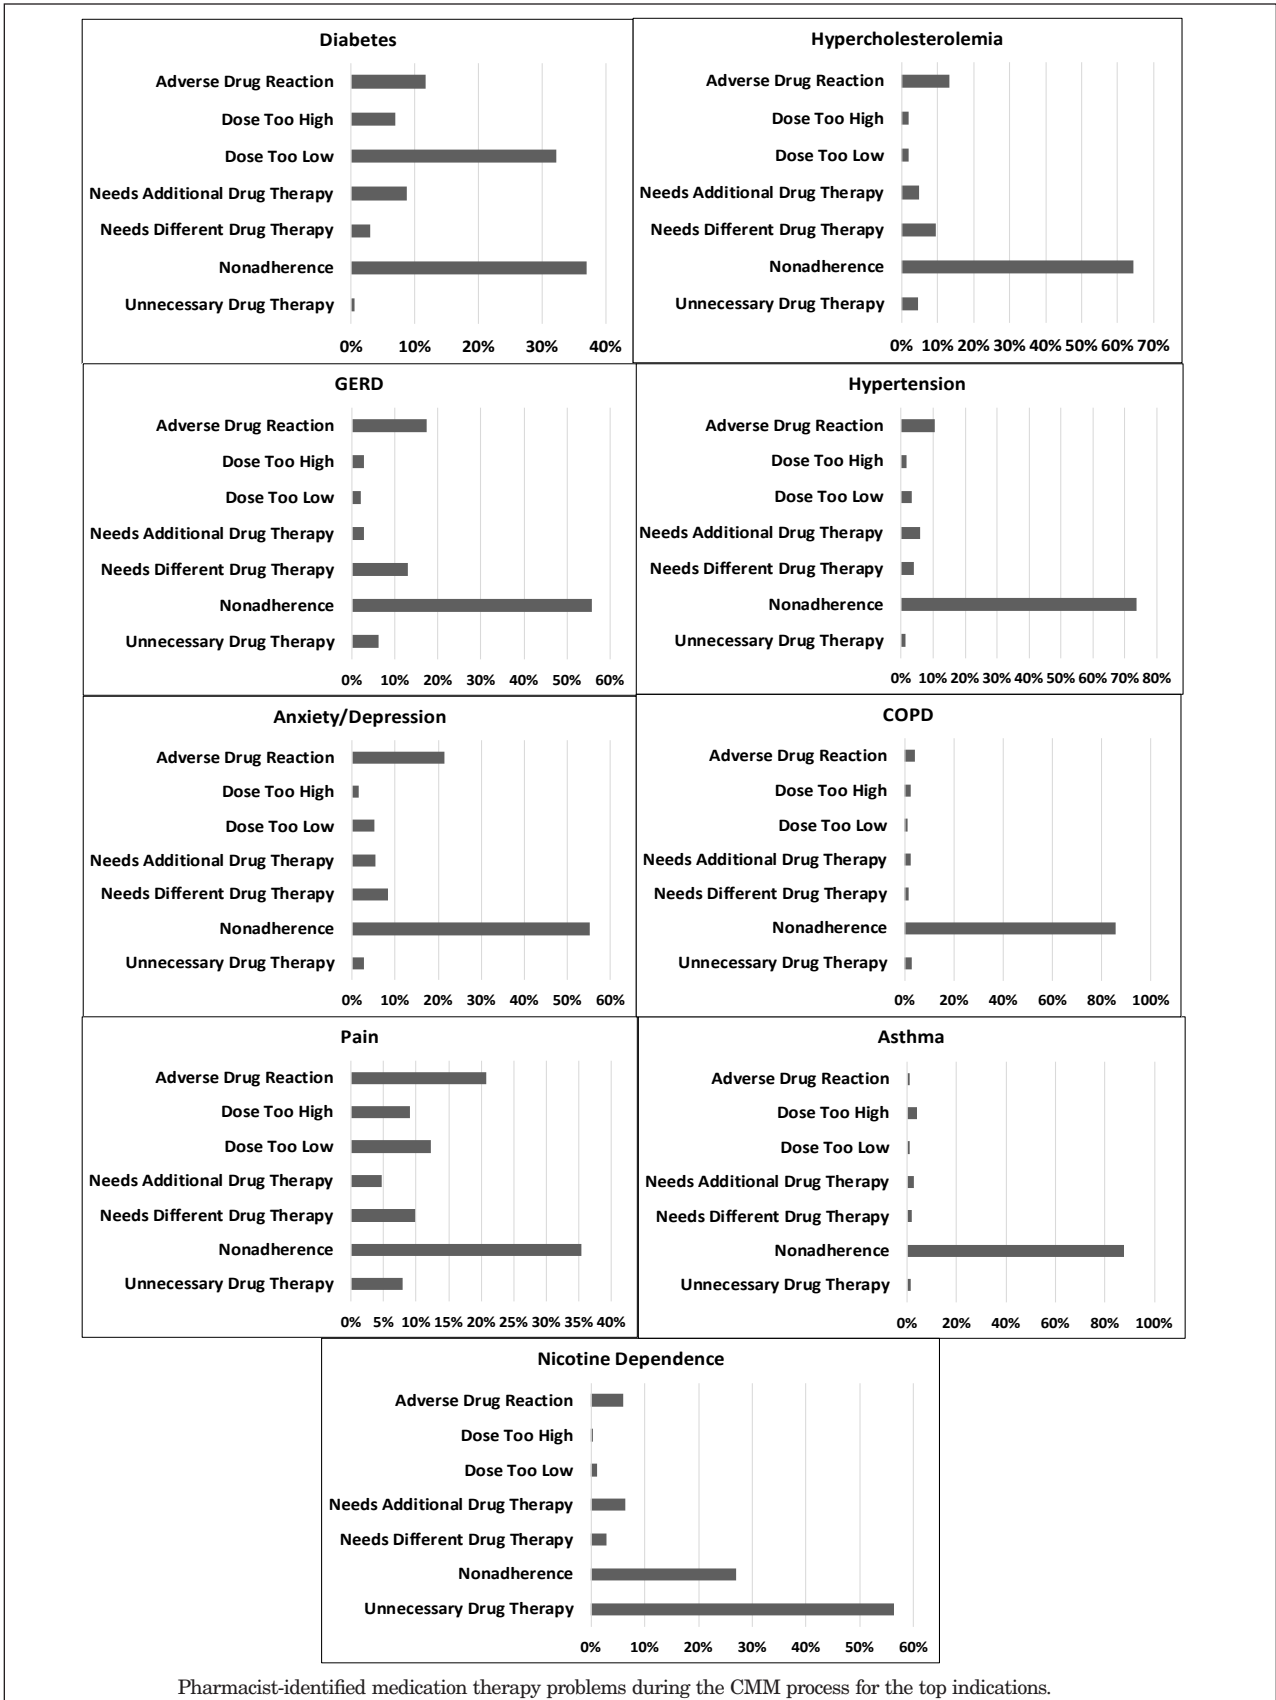 Diabetes
Adverse Drug Reaction
Dose Too High
Dose Too Low
Needs Additional Drug Therapy
Needs Different Drug Therapy
Nonadherence
Unnecessary Drug Therapy
0% 10% 20% 30% 40%
Hypercholesterolemia
Adverse Drug Reaction
Dose Too High
Dose Too Low
Needs Additional Drug Therapy
Needs Different Drug Therapy
Nonadherence
Unnecessary Drug Therapy
0% 10% 20% 30% 40% 50% 60% 70%
GERD
Adverse Drug Reaction
Dose Too High
Dose Too Low
Needs Additional Drug Therapy
Needs Different Drug Therapy
Nonadherence
Unnecessary Drug Therapy
0% 10% 20% 30% 40% 50% 60%
Hypertension
Adverse Drug Reaction
Dose Too High
Dose Too Low
Needs Additional Drug Therapy
Needs Different Drug Therapy
Nonadherence
Unnecessary Drug Therapy
0% 10% 20% 30% 40% 50% 60% 70% 80%
Anxiety/Depression
Adverse Drug Reaction
Dose Too High
Dose Too Low
Needs Additional Drug Therapy
Needs Different Drug Therapy
Nonadherence
Unnecessary Drug Therapy
0% 10% 20% 30% 40% 50% 60%
COPD
Adverse Drug Reaction
Dose Too High
Dose Too Low
Needs Additional Drug Therapy
Needs Different Drug Therapy
Nonadherence
Unnecessary Drug Therapy
0% 20% 40% 60% 80% 100%
Pain
Adverse Drug Reaction
Dose Too High
Dose Too Low
Needs Additional Drug Therapy
Needs Different Drug Therapy
Nonadherence
Unnecessary Drug Therapy
0% 5% 10% 15% 20% 25% 30% 35% 40%
Asthma
Adverse Drug Reaction
Dose Too High
Dose Too Low
Needs Additional Drug Therapy
Needs Different Drug Therapy
Nonadherence
Unnecessary Drug Therapy
0% 20% 40% 60% 80% 100%
Nicotine Dependence
Adverse Drug Reaction
Dose Too High
Dose Too Low
Needs Additional Drug Therapy
Needs Different Drug Therapy
Nonadherence
Unnecessary Drug Therapy
0% 10% 20% 30% 40% 50% 60%
Pharmacist-identified medication therapy problems during the CMM process for the top indications.